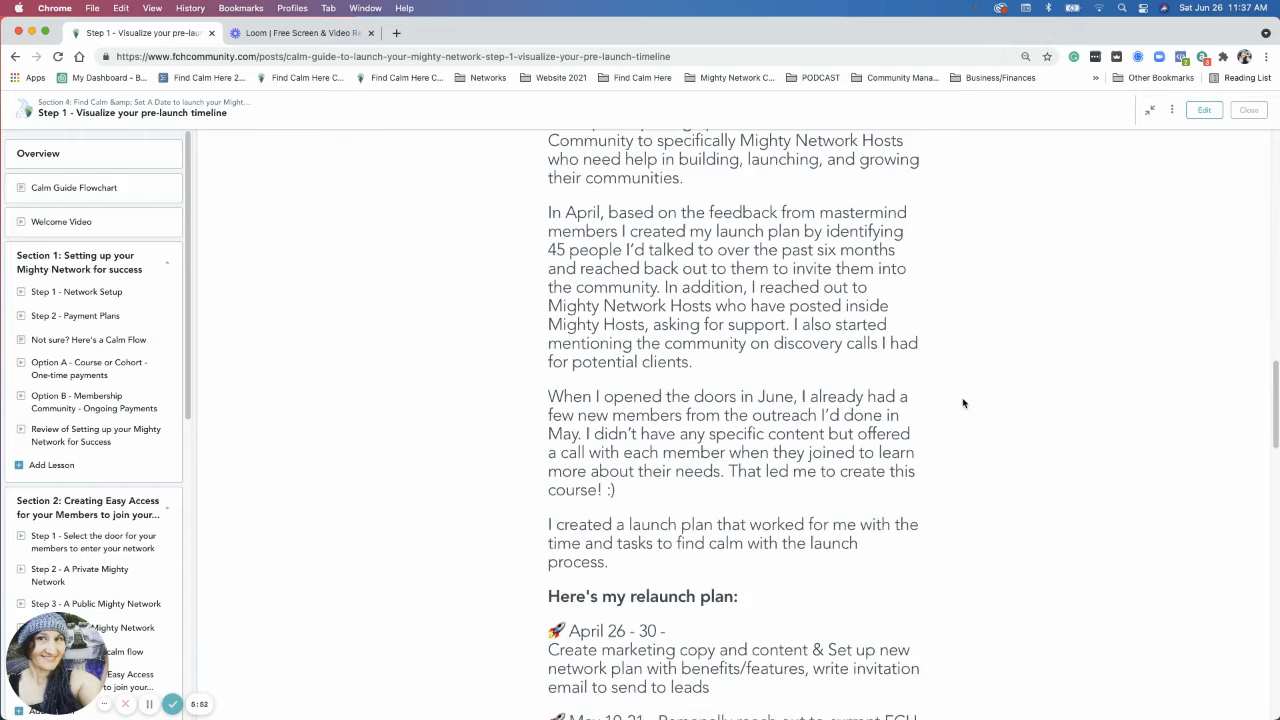 Chrome File Edit View History Bookmarks Profiles Tab Window Help Sat Jun 26 11:37 AM
Step 1 - Visualize your pre-lau
Loom | Free Screen & Video Re
https://www.fchcommunity.com/posts/calm-guide-to-launch-your-mighty-network-step-1-visualize-your-pre-launch-timeline
Apps My Dashboard - B... Find Calm Here 2... Find Calm Here C... Find Calm Here C... Networks Website 2021 Find Calm Here Mighty Network C... PODCAST Community Mana... Business/Finances » Other Bookmarks Reading List
Section 4: Find Calm &amp; Set A Date to launch your Might...
Step 1 - Visualize your pre-launch timeline
Edit Close
Overview
Calm Guide Flowchart
Welcome Video
Section 1: Setting up your
Mighty Network for success
Step 1 - Network Setup
Step 2 - Payment Plans
Not sure? Here's a Calm Flow
Option A - Course or Cohort -
One-time payments
Option B - Membership
Community - Ongoing Payments
Review of Setting up your Mighty
Network for Success
Add Lesson
Section 2: Creating Easy Access
for your Members to join your...
Step 1 - Select the door for your
members to enter your network
Step 2 - A Private Mighty
Network
Step 3 - A Public Mighty Network
Mighty Network
calm flow
Easy Access
to join your...
5:52
Community to specifically Mighty Network Hosts
who need help in building, launching, and growing
their communities.
In April, based on the feedback from mastermind
members I created my launch plan by identifying
45 people I'd talked to over the past six months
and reached back out to them to invite them into
the community. In addition, I reached out to
Mighty Network Hosts who have posted inside
Mighty Hosts, asking for support. I also started
mentioning the community on discovery calls I had
for potential clients.
When I opened the doors in June, I already had a
few new members from the outreach I'd done in
May. I didn't have any specific content but offered
a call with each member when they joined to learn
more about their needs. That led me to create this
course! :)
I created a launch plan that worked for me with the
time and tasks to find calm with the launch
process.
Here's my relaunch plan:
🚀 April 26 - 30 -
Create marketing copy and content & Set up new
network plan with benefits/features, write invitation
email to send to leads
🚀 May 10-21 - Personally reach out to current FCH